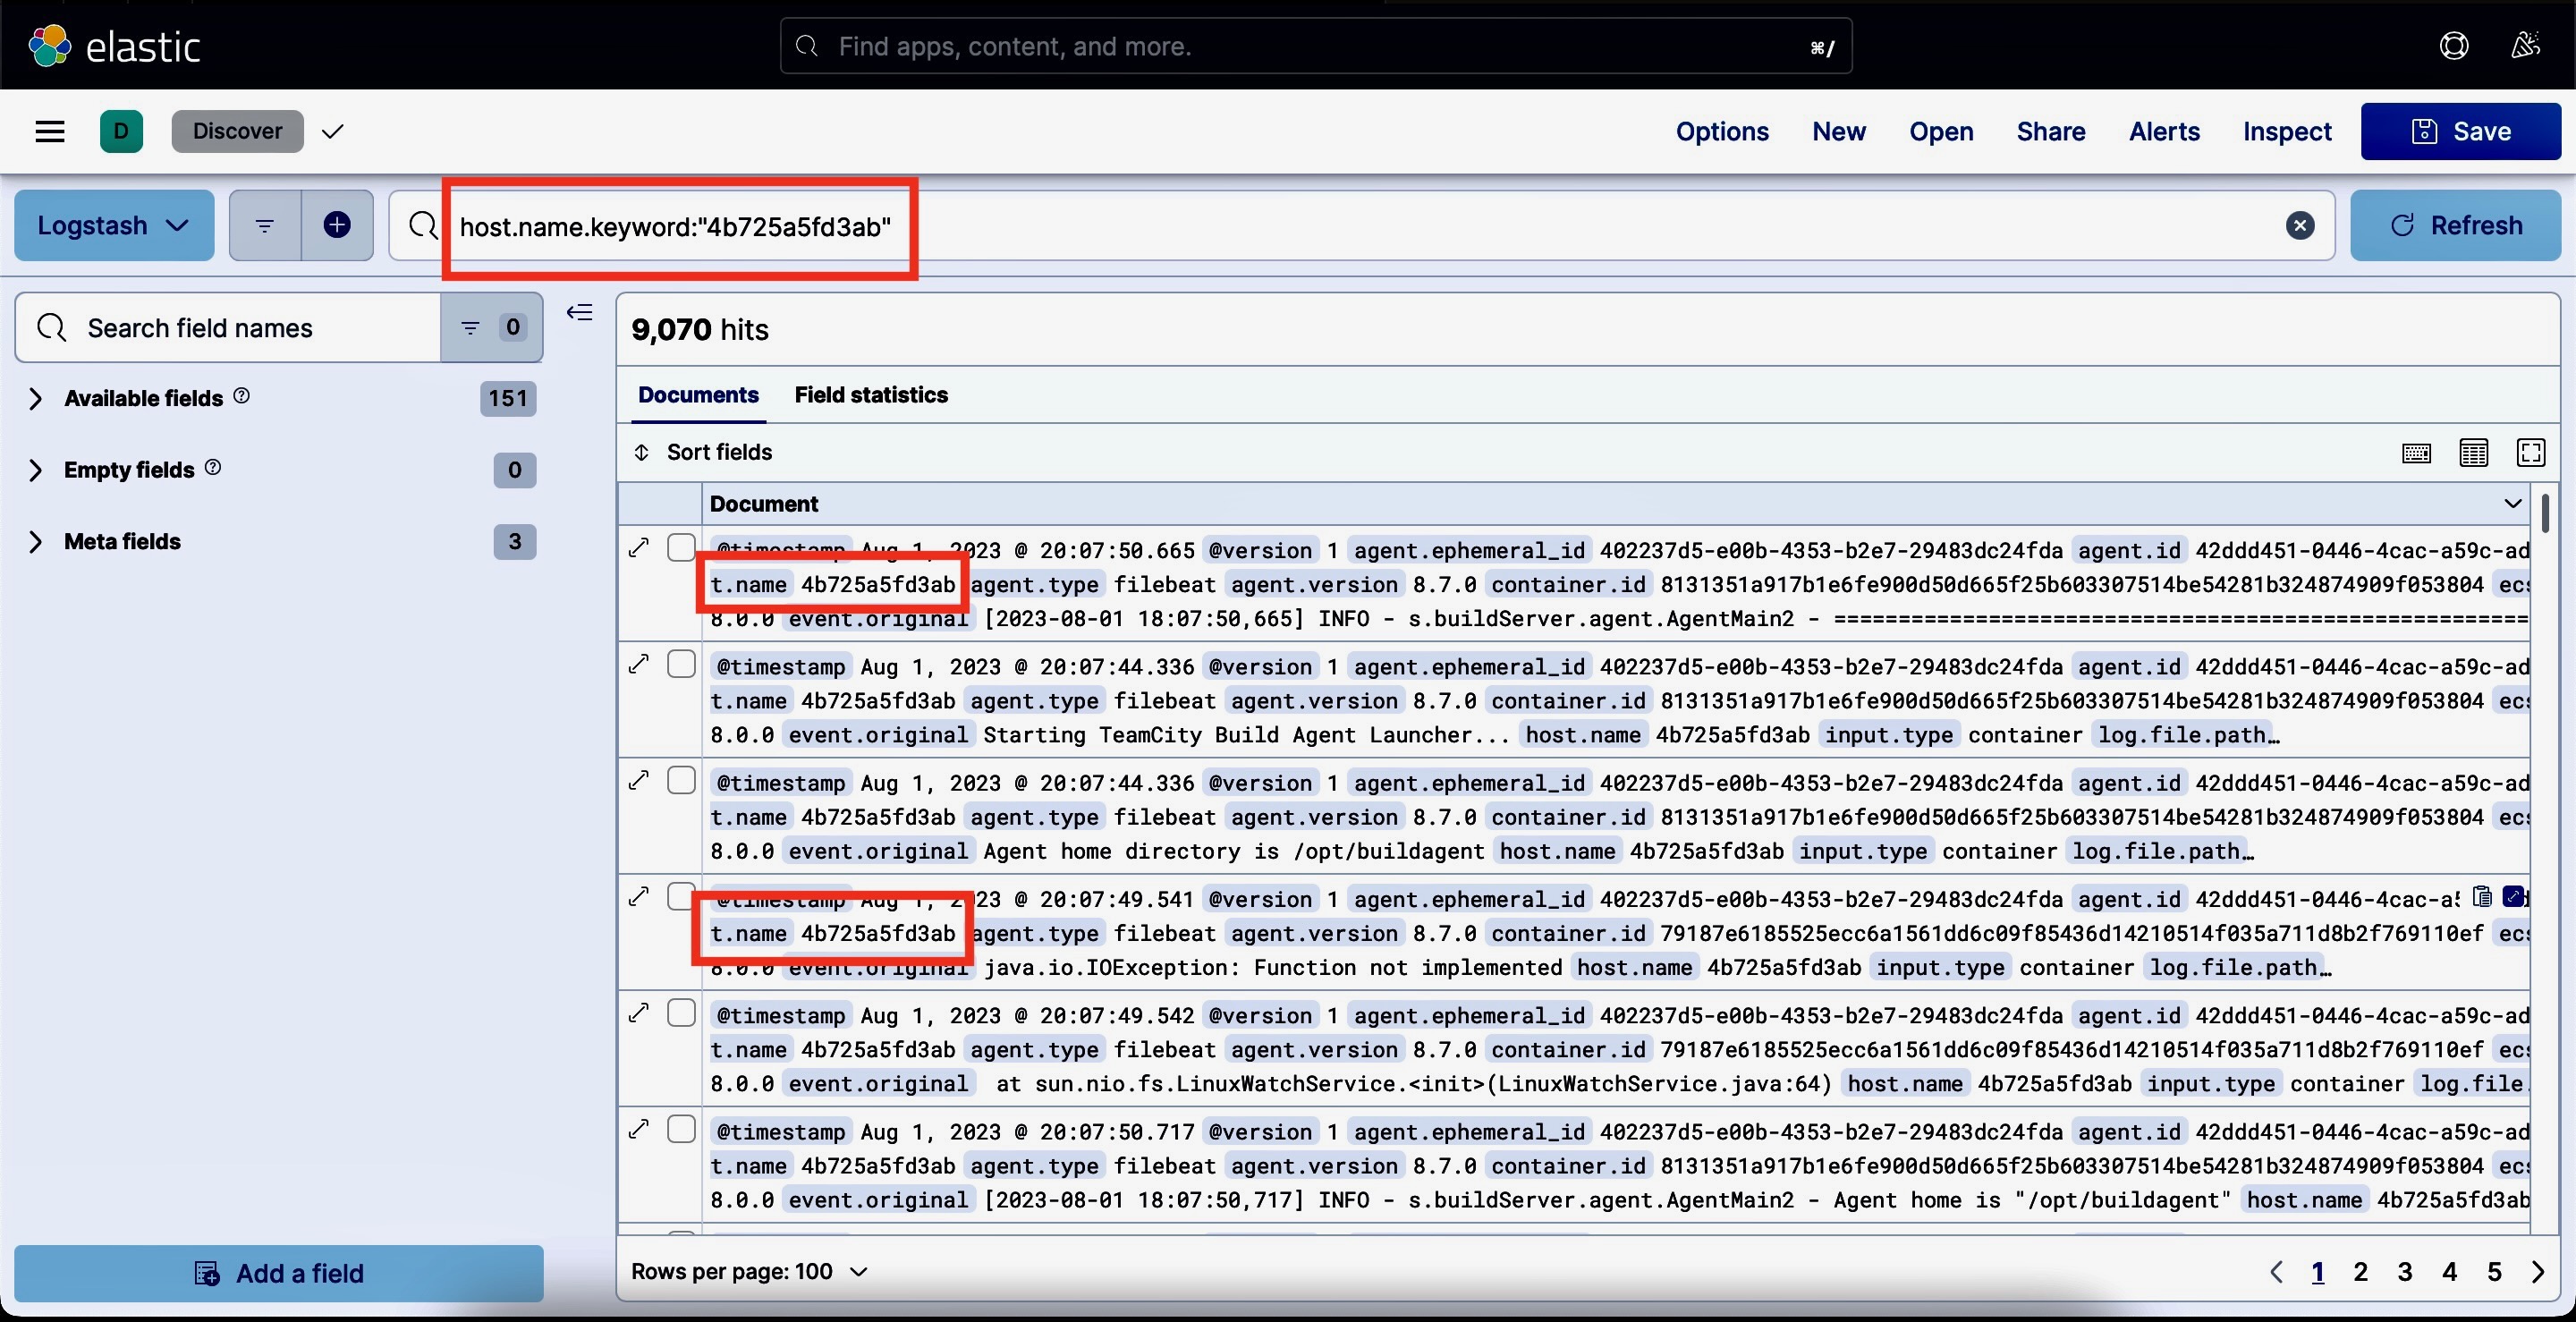 elastic
Find apps, content, and more.
⌘/
D
Discover
Options
New
Open
Share
Alerts
Inspect
Save
Logstash
host.name.keyword:"4b725a5fd3ab"
Refresh
Search field names
0
Available fields
151
Empty fields
0
Meta fields
3
Add a field
9,070 hits
Documents
Field statistics
Sort fields
Document
@timestamp Aug 1, 2023 @ 20:07:50.665 @version 1 agent.ephemeral_id 402237d5-e00b-4353-b2e7-29483dc24fda agent.id 42ddd451-0446-4cac-a59c-ad
t.name 4b725a5fd3ab agent.type filebeat agent.version 8.7.0 container.id 8131351a917b1e6fe900d50d665f25b603307514be54281b324874909f053804 ecs
8.0.0 event.original [2023-08-01 18:07:50,665] INFO - s.buildServer.agent.AgentMain2 - ======================================================
@timestamp Aug 1, 2023 @ 20:07:44.336 @version 1 agent.ephemeral_id 402237d5-e00b-4353-b2e7-29483dc24fda agent.id 42ddd451-0446-4cac-a59c-ad
t.name 4b725a5fd3ab agent.type filebeat agent.version 8.7.0 container.id 8131351a917b1e6fe900d50d665f25b603307514be54281b324874909f053804 ecs
8.0.0 event.original Starting TeamCity Build Agent Launcher... host.name 4b725a5fd3ab input.type container log.file.path…
@timestamp Aug 1, 2023 @ 20:07:44.336 @version 1 agent.ephemeral_id 402237d5-e00b-4353-b2e7-29483dc24fda agent.id 42ddd451-0446-4cac-a59c-ad
t.name 4b725a5fd3ab agent.type filebeat agent.version 8.7.0 container.id 8131351a917b1e6fe900d50d665f25b603307514be54281b324874909f053804 ecs
8.0.0 event.original Agent home directory is /opt/buildagent host.name 4b725a5fd3ab input.type container log.file.path…
@timestamp Aug 1, 2023 @ 20:07:49.541 @version 1 agent.ephemeral_id 402237d5-e00b-4353-b2e7-29483dc24fda agent.id 42ddd451-0446-4cac-a5
t.name 4b725a5fd3ab agent.type filebeat agent.version 8.7.0 container.id 79187e6185525ecc6a1561dd6c09f85436d14210514f035a711d8b2f769110ef ecs
8.0.0 event.original java.io.IOException: Function not implemented host.name 4b725a5fd3ab input.type container log.file.path…
@timestamp Aug 1, 2023 @ 20:07:49.542 @version 1 agent.ephemeral_id 402237d5-e00b-4353-b2e7-29483dc24fda agent.id 42ddd451-0446-4cac-a59c-ad
t.name 4b725a5fd3ab agent.type filebeat agent.version 8.7.0 container.id 79187e6185525ecc6a1561dd6c09f85436d14210514f035a711d8b2f769110ef ecs
8.0.0 event.original at sun.nio.fs.LinuxWatchService.<init>(LinuxWatchService.java:64) host.name 4b725a5fd3ab input.type container log.file.
@timestamp Aug 1, 2023 @ 20:07:50.717 @version 1 agent.ephemeral_id 402237d5-e00b-4353-b2e7-29483dc24fda agent.id 42ddd451-0446-4cac-a59c-ad
t.name 4b725a5fd3ab agent.type filebeat agent.version 8.7.0 container.id 8131351a917b1e6fe900d50d665f25b603307514be54281b324874909f053804 ecs
8.0.0 event.original [2023-08-01 18:07:50,717] INFO - s.buildServer.agent.AgentMain2 - Agent home is "/opt/buildagent" host.name 4b725a5fd3ab
Rows per page: 100
1 2 3 4 5